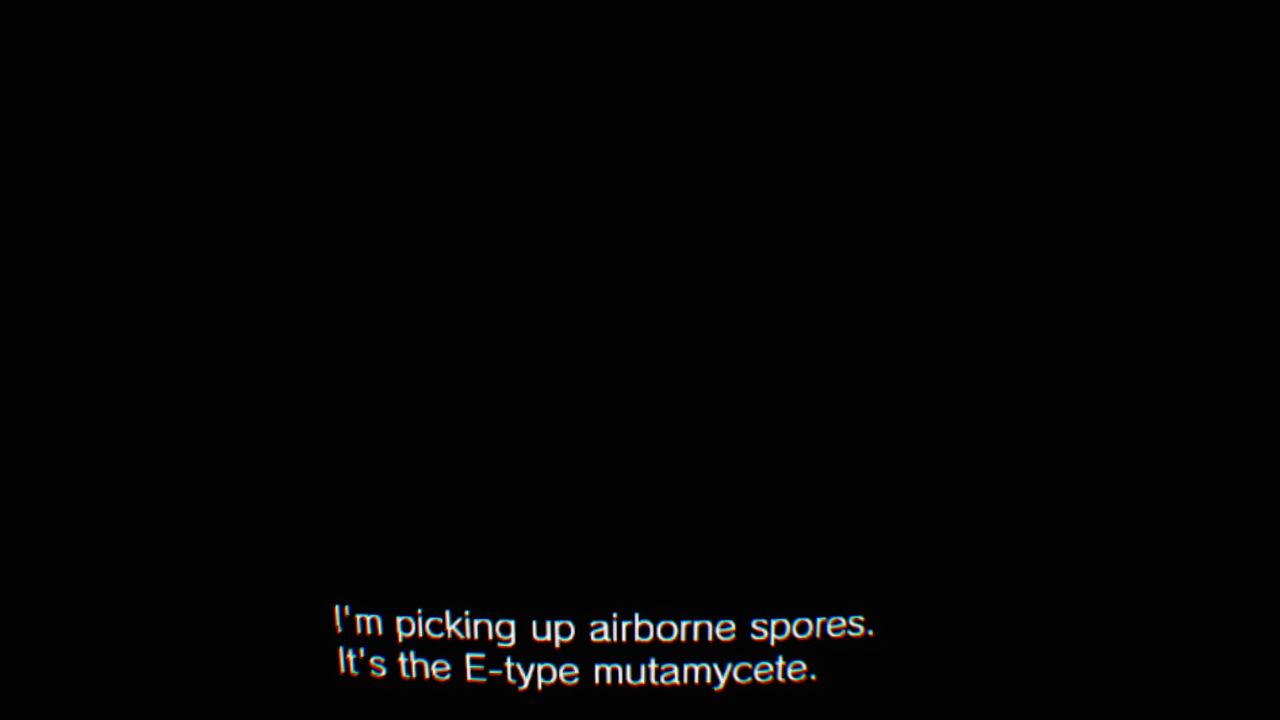 I'm picking up airborne spores.
It's the E-type mutamycete.